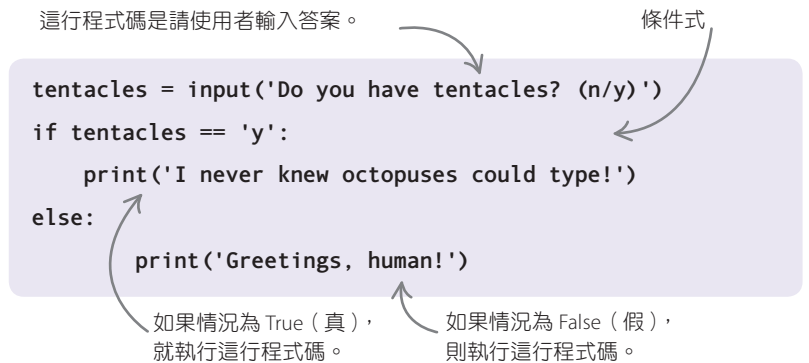 這行程式碼是請使用者輸入答案。
條件式
tentacles = input('Do you have tentacles? (n/y)')
if tentacles == 'y':
    print('I never knew octopuses could type!')
else:
        print('Greetings, human!')
如果情況為 True（真），
就執行這行程式碼。
如果情況為 False（假），
則執行這行程式碼。